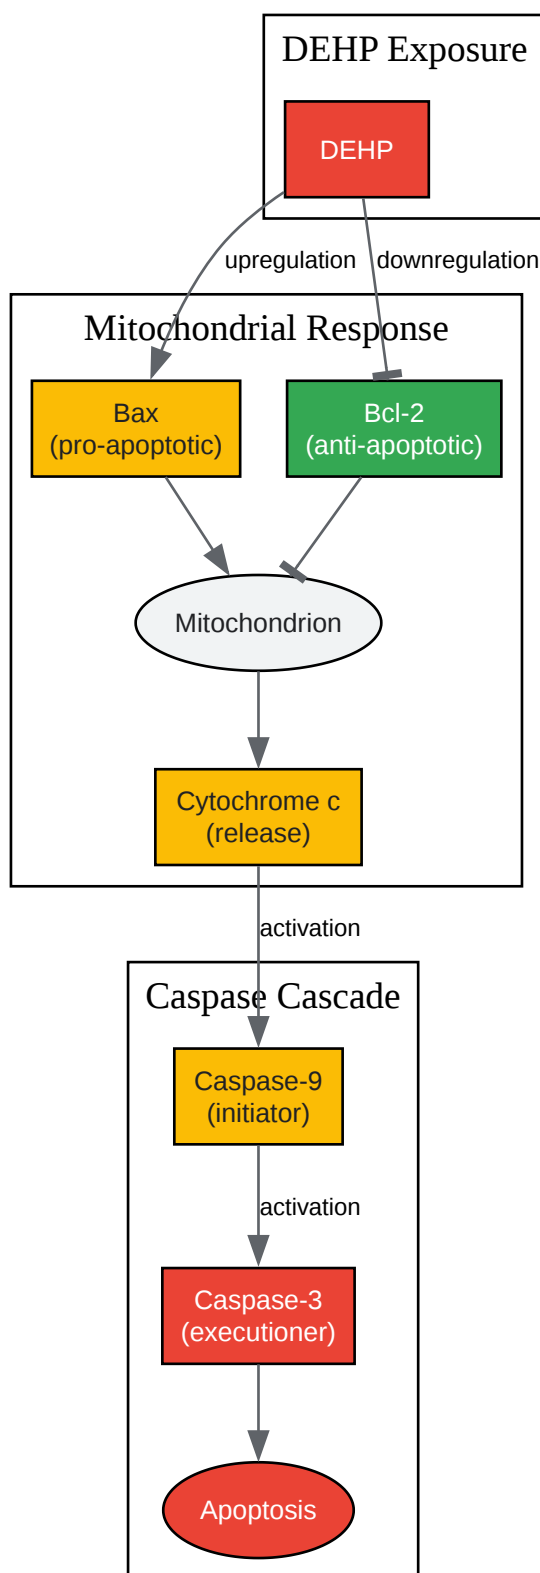 DEHP Exposure
DEHP
upregulation
downregulation
Mitochondrial Response
Bax
(pro-apoptotic)
Bcl-2
(anti-apoptotic)
Mitochondrion
Cytochrome c
(release)
activation
Caspase Cascade
Caspase-9
(initiator)
activation
Caspase-3
(executioner)
Apoptosis